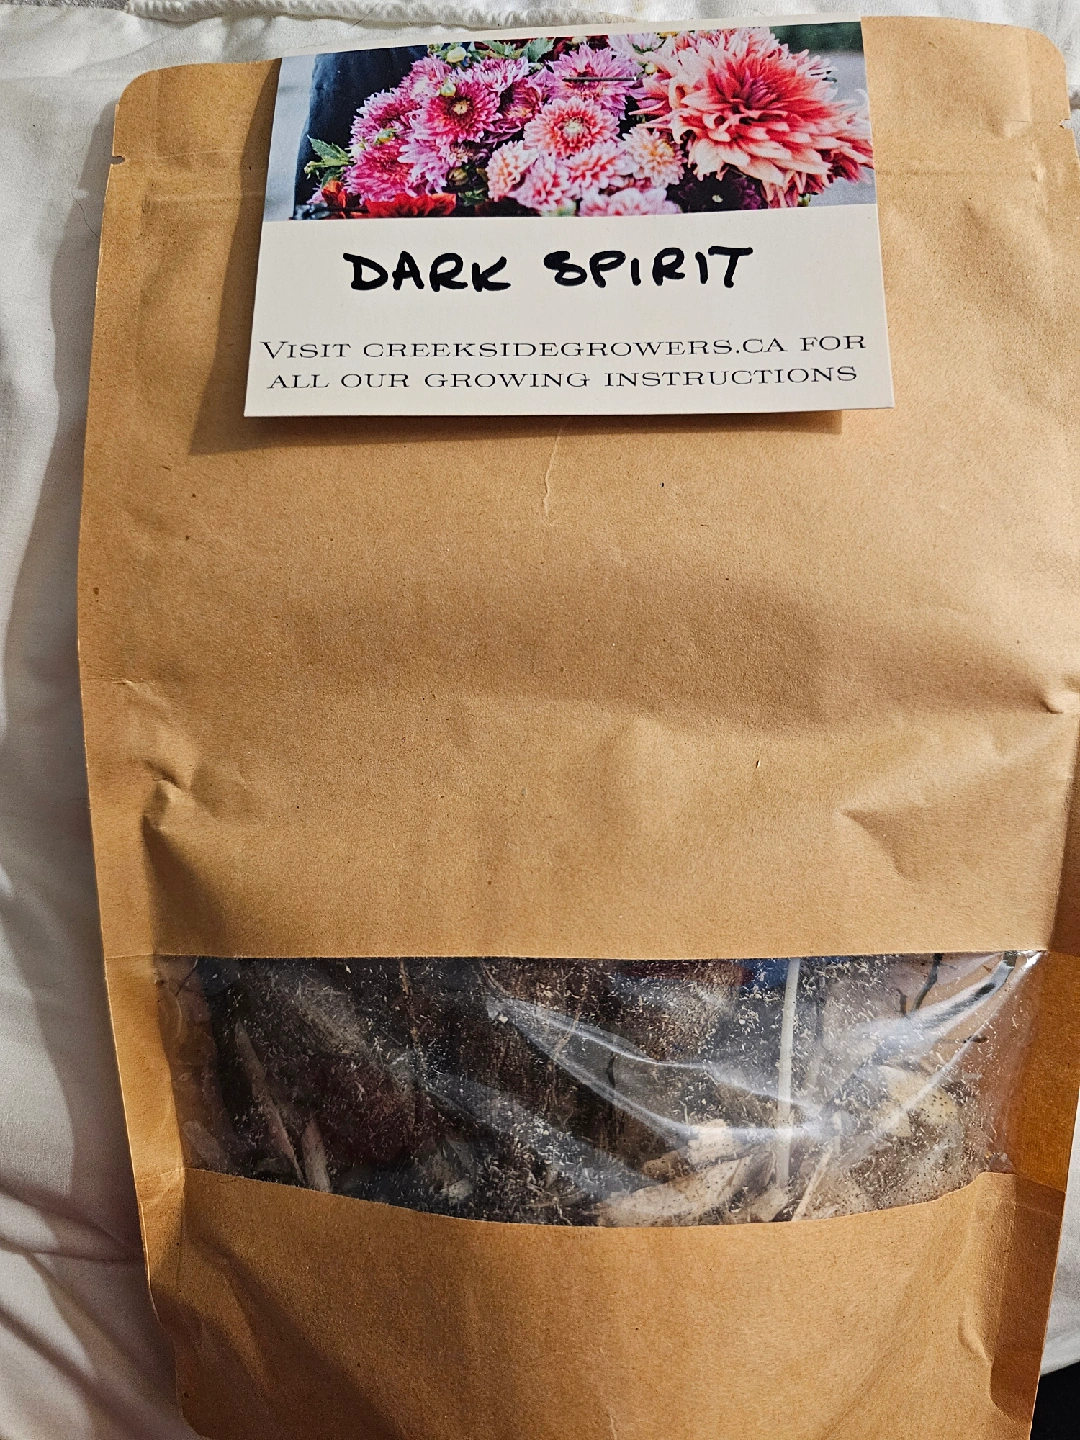 DARK SPIRIT
VISIT CREEKSIDEGROWERS.CA FOR
ALL OUR GROWING INSTRUCTIONS